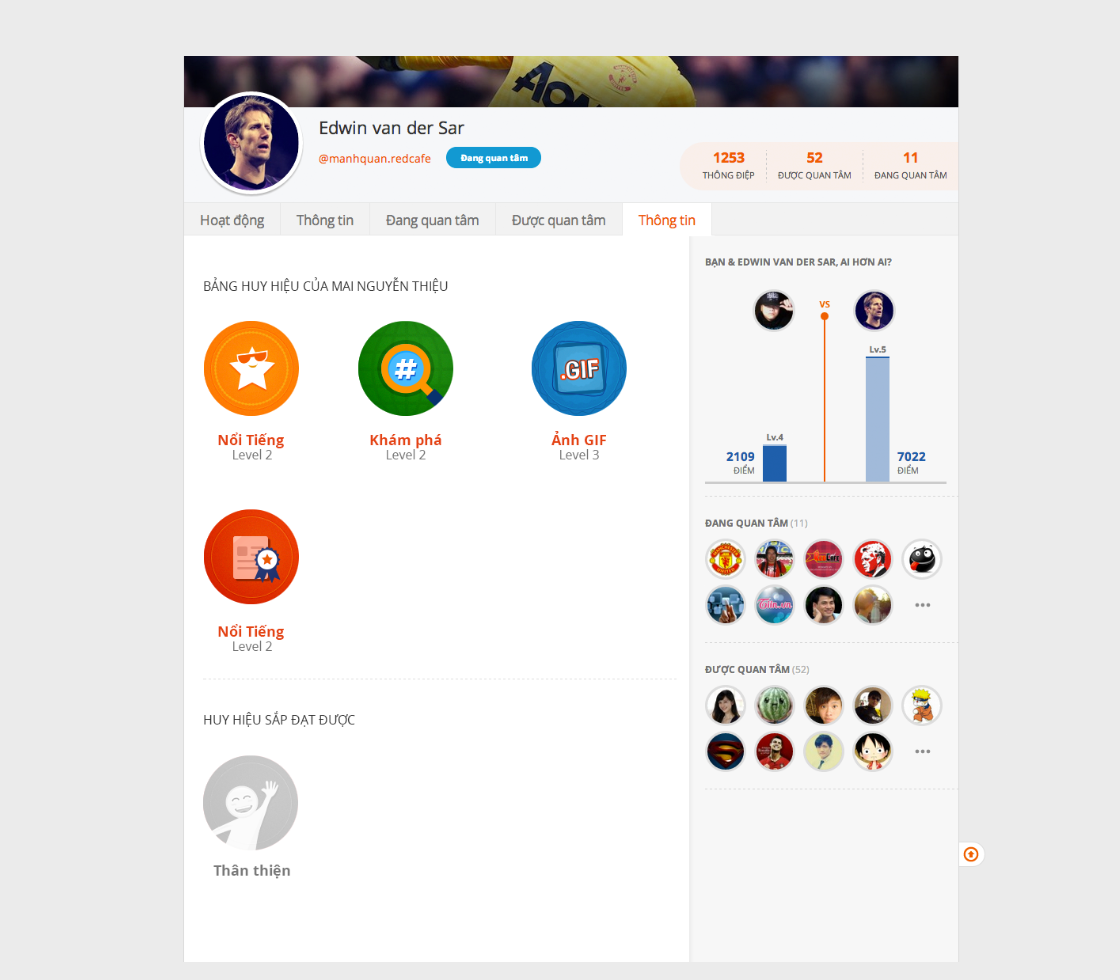 AON
Edwin van der Sar
@manhquan.redcafe
Đang quan tâm
1253
THÔNG ĐIỆP
52
ĐƯỢC QUAN TÂM
11
ĐANG QUAN TÂM
Hoạt động
Thông tin
Đang quan tâm
Được quan tâm
Thông tin
BẢNG HUY HIỆU CỦA MAI NGUYỄN THIỆU
#
.GIF
Nổi Tiếng
Level 2
Khám phá
Level 2
Ảnh GIF
Level 3
Nổi Tiếng
Level 2
HUY HIỆU SẮP ĐẠT ĐƯỢC
Thân thiện
BẠN & EDWIN VAN DER SAR, AI HƠN AI?
VS
Lv.5
Lv.4
2109
ĐIỂM
7022
ĐIỂM
ĐANG QUAN TÂM (11)
ĐƯỢC QUAN TÂM (52)